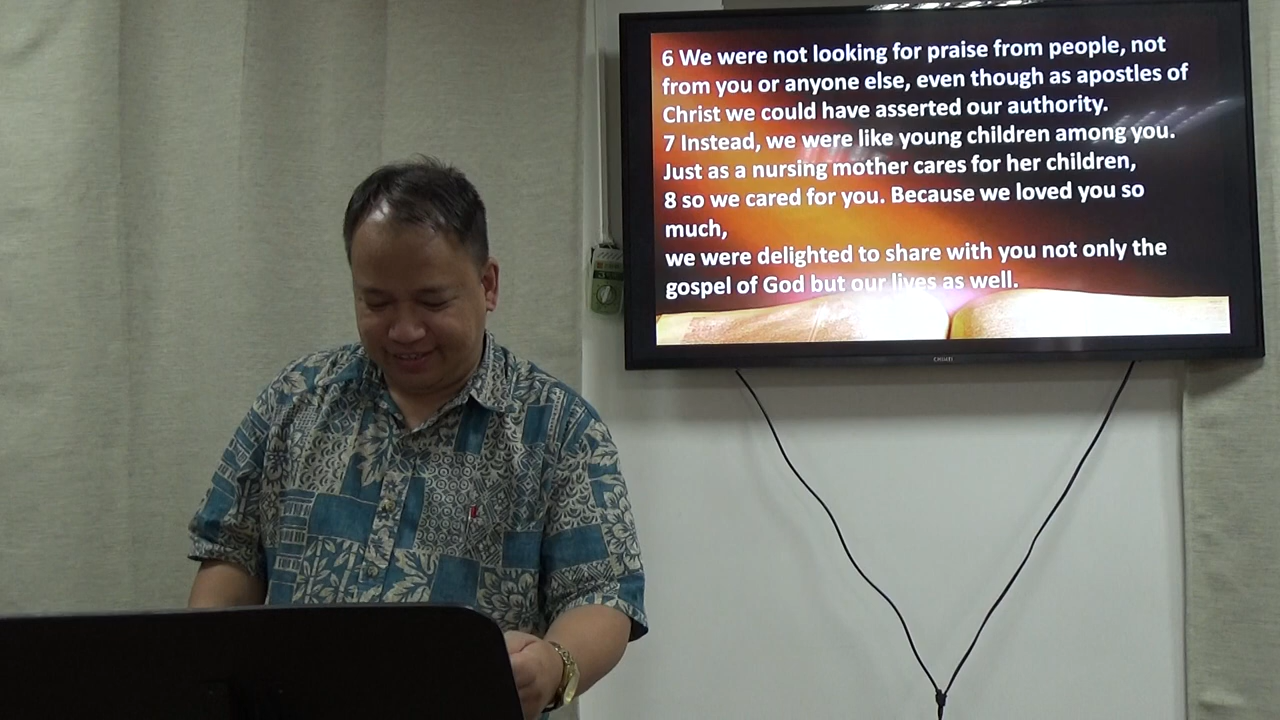 6 We were not looking for praise from people, not
from you or anyone else, even though as apostles of
Christ we could have asserted our authority.
7 Instead, we were like young children among you.
Just as a nursing mother cares for her children,
8 so we cared for you. Because we loved you so
much,
we were delighted to share with you not only the
gospel of God but our lives as well.